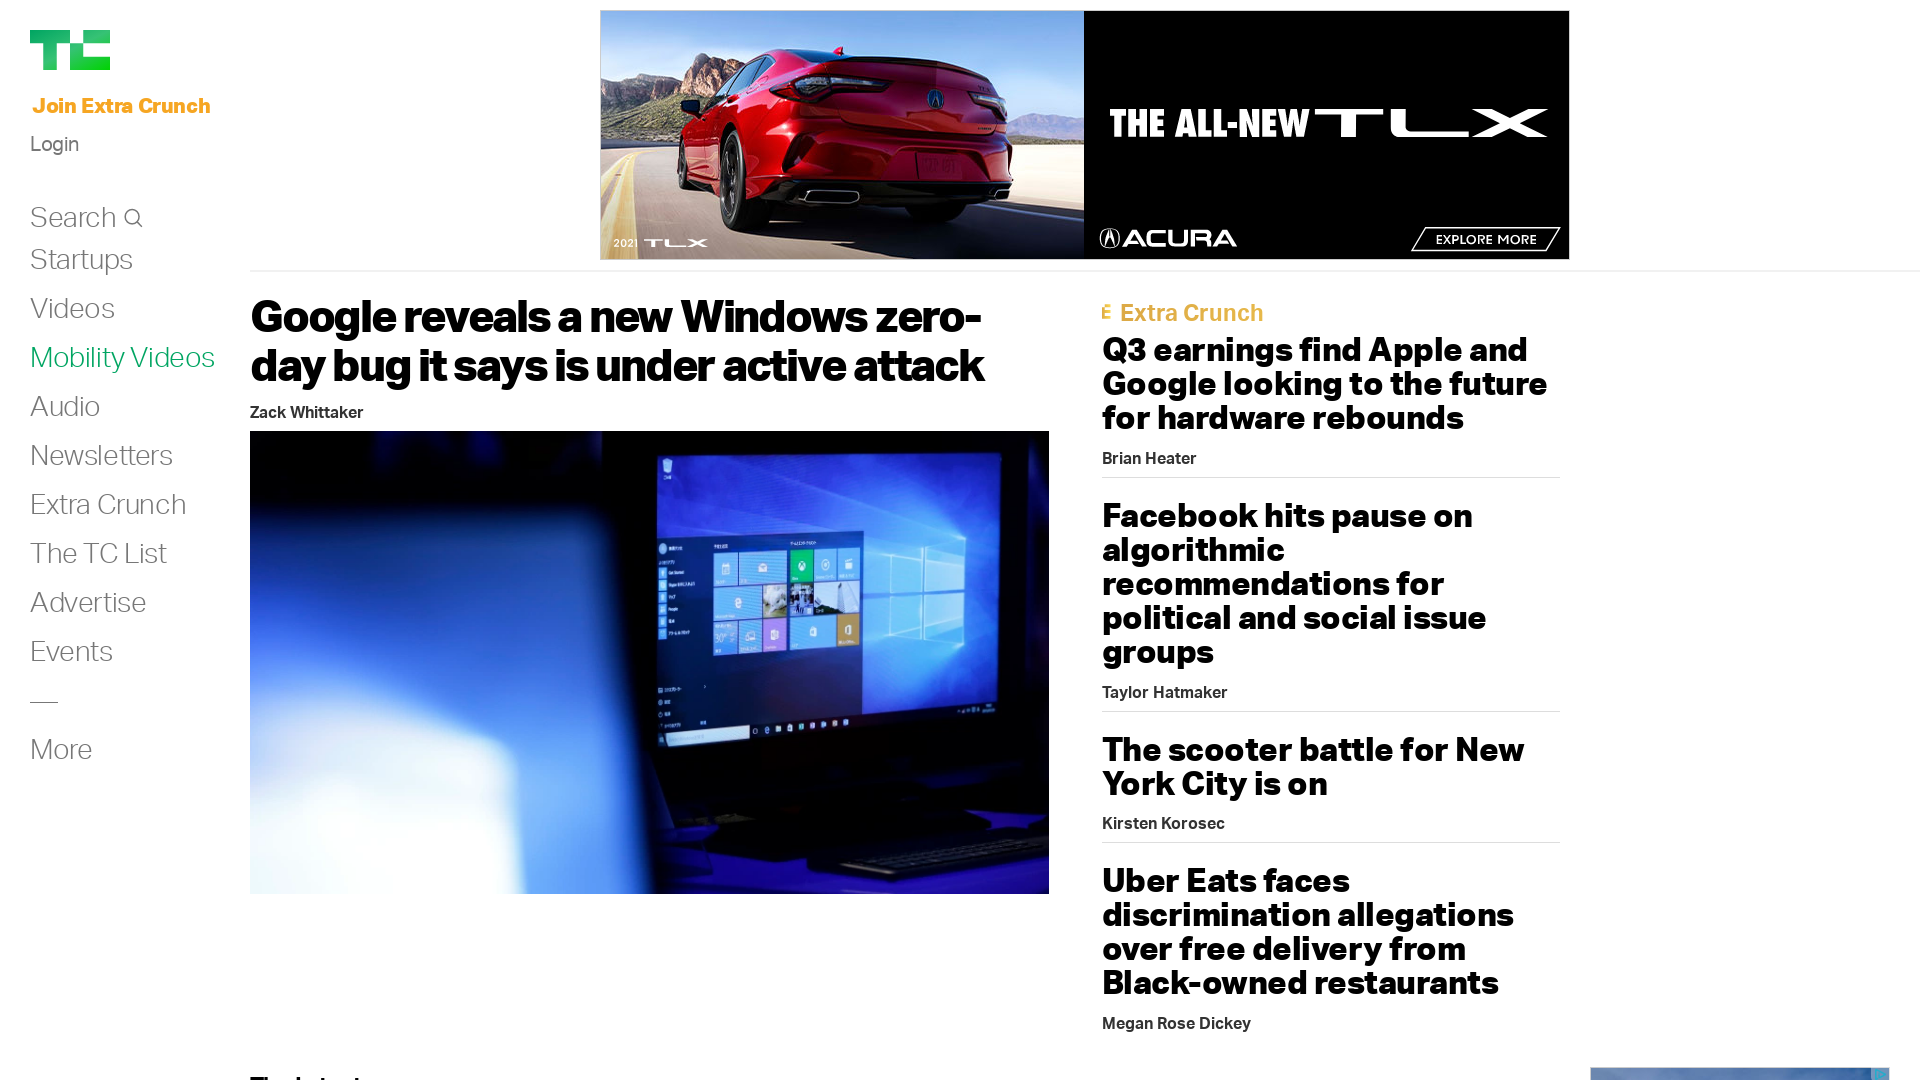 TC
Join Extra Crunch
Login
Search
Startups
Videos
Mobility Videos
Audio
Newsletters
Extra Crunch
The TC List
Advertise
Events
More
2021 TLX
THE ALL-NEW TLX
ACURA
EXPLORE MORE
Google reveals a new Windows zero-
day bug it says is under active attack
Zack Whittaker
Extra Crunch
Q3 earnings find Apple and
Google looking to the future
for hardware rebounds
Brian Heater
Facebook hits pause on
algorithmic
recommendations for
political and social issue
groups
Taylor Hatmaker
The scooter battle for New
York City is on
Kirsten Korosec
Uber Eats faces
discrimination allegations
over free delivery from
Black-owned restaurants
Megan Rose Dickey